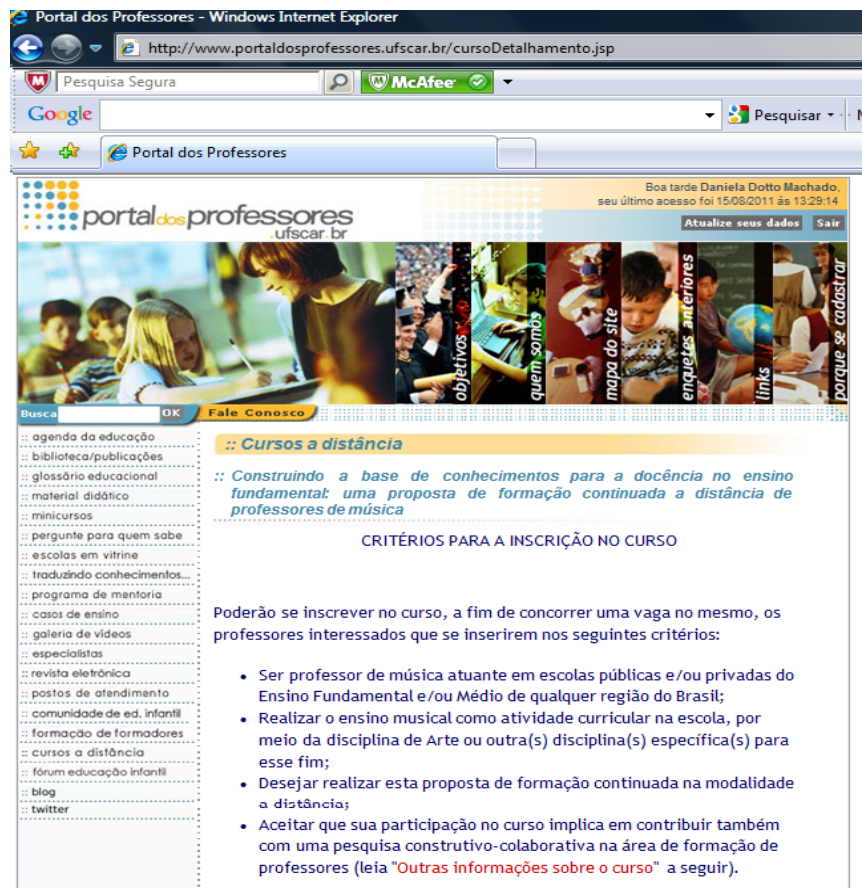 Portal dos Professores - Windows Internet Explorer
http://www.portaldosprofessores.ufscar.br/cursoDetalhamento.jsp
Pesquisa Segura
McAfee
Google
Pesquisar
Portal dos Professores
Boa tarde Daniela Dotto Machado,
seu último acesso foi 15/08/2011 às 13:29:14
portal dos professores
.ufscar.br
Atualize seus dados Sair
objetivos
quem somos
mapa do site
enquetes anteriores
links
porque se cadastrar
Busca OK Fale Conosco
:: agenda da educação
:: biblioteca/publicações
:: glossário educacional
:: material didático
:: minicursos
:: pergunte para quem sabe
:: escolas em vitrine
:: traduzindo conhecimentos...
:: programa de mentoria
:: casos de ensino
:: galeria de vídeos
:: especialistas
:: revista eletrônica
:: postos de atendimento
:: comunidade de ed. infantil
:: formação de formadores
:: cursos a distância
:: fórum educação infantil
:: blog
:: twitter
:: Cursos a distância
:: Construindo a base de conhecimentos para a docência no ensino
fundamental: uma proposta de formação continuada a distância de
professores de música
CRITÉRIOS PARA A INSCRIÇÃO NO CURSO
Poderão se inscrever no curso, a fim de concorrer uma vaga no mesmo, os
professores interessados que se inserirem nos seguintes critérios:
• Ser professor de música atuante em escolas públicas e/ou privadas do
Ensino Fundamental e/ou Médio de qualquer região do Brasil;
• Realizar o ensino musical como atividade curricular na escola, por
meio da disciplina de Arte ou outra(s) disciplina(s) específica(s) para
esse fim;
• Desejar realizar esta proposta de formação continuada na modalidade
a distância;
• Aceitar que sua participação no curso implica em contribuir também
com uma pesquisa construtivo-colaborativa na área de formação de
professores (leia "Outras informações sobre o curso" a seguir).